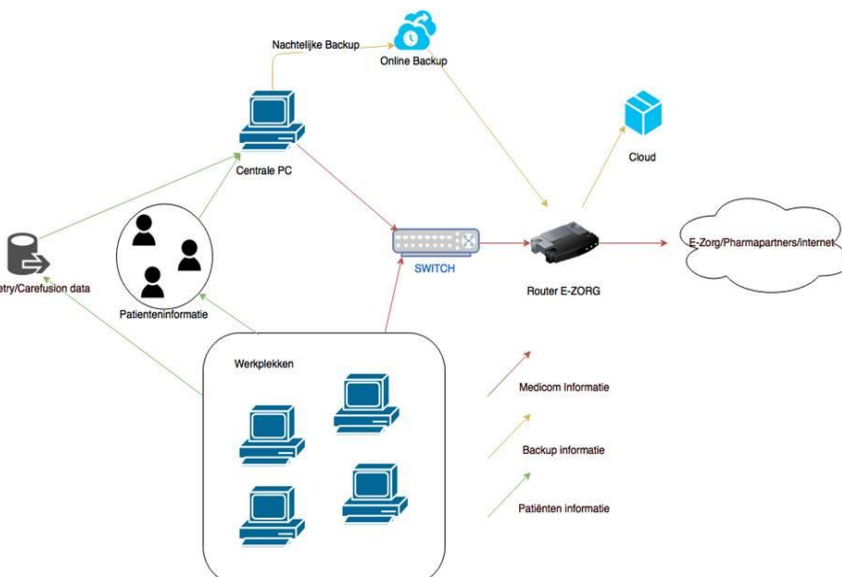 Nachtelijke Backup
Online Backup
Centrale PC
Cloud
E-Zorg/Pharmapartners/internet
SWITCH
etry/Carefusion data
Router E-ZORG
Patienteninformatie
Werkplekken
Medicom Informatie
Backup informatie
Patiënten informatie